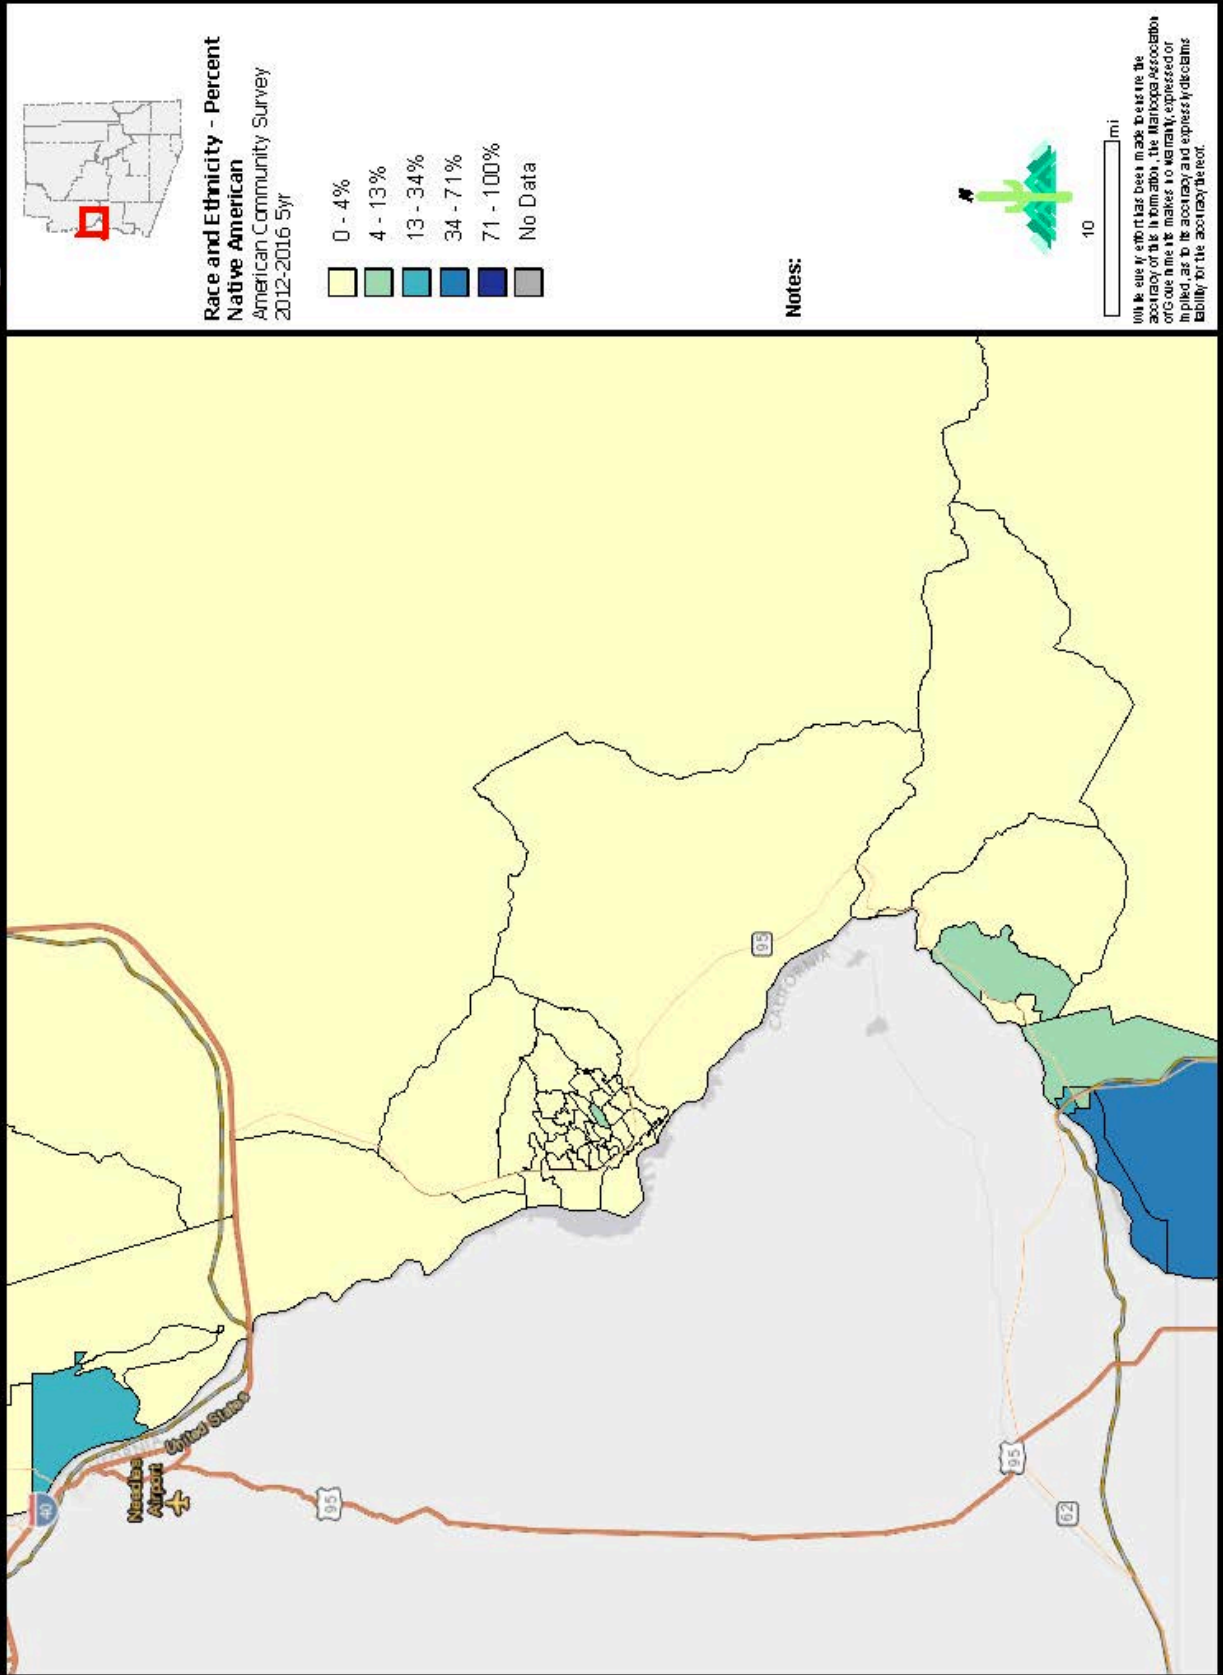 Race and Ethnicity - Percent
Native American
American Community Survey
2012-2016 5yr
0 - 4%
4 - 13%
13 - 34%
34 - 71%
71 - 100%
No Data
Notes:
N
10
mi
While every effort has been made to ensure the
accuracy of this information, the Maricopa Association
of Governments makes no warranty, expressed or
implied, as to its accuracy and expressly disclaims
liability for the accuracy thereof.
40
Needles
Airport
United States
95
95
CALIFORNIA
95
62